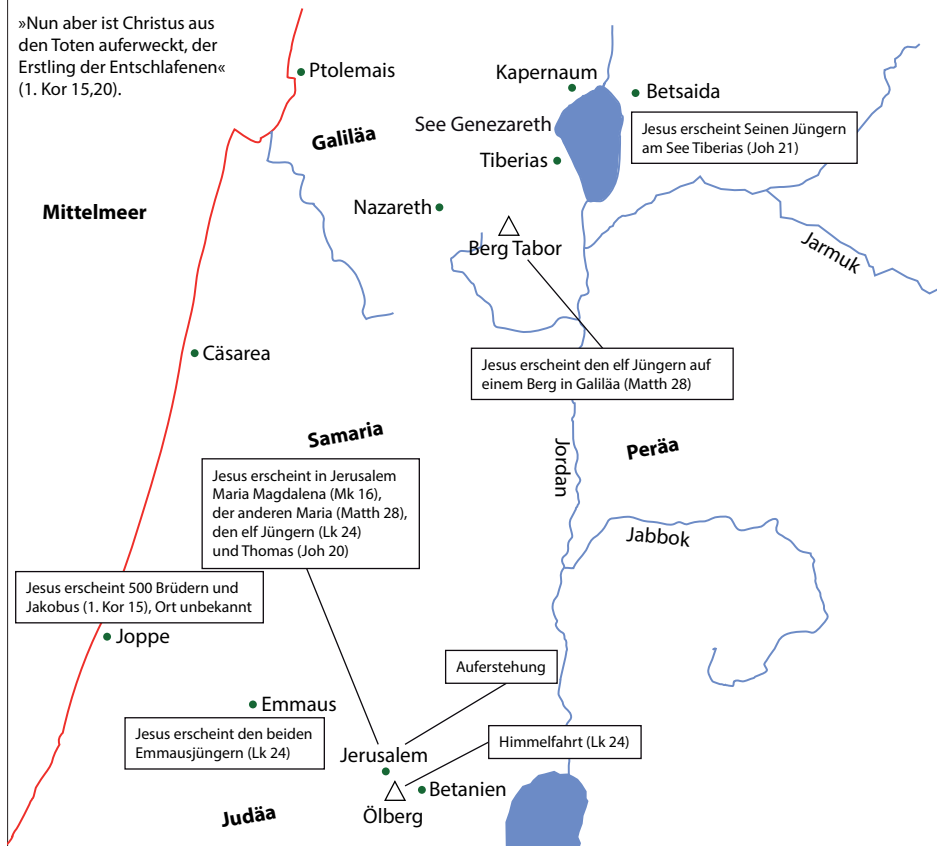 »Nun aber ist Christus aus
den Toten auferweckt, der
Erstling der Entschlafenen«
(1. Kor 15,20).
Ptolemais
Kapernaum
Betsaida
Galiläa
See Genezareth
Jesus erscheint Seinen Jüngern
am See Tiberias (Joh 21)
Tiberias
Mittelmeer
Nazareth
Berg Tabor
Jarmuk
Cäsarea
Jesus erscheint den elf Jüngern auf
einem Berg in Galiläa (Matth 28)
Samaria
Jordan
Peräa
Jesus erscheint in Jerusalem
Maria Magdalena (Mk 16),
der anderen Maria (Matth 28),
den elf Jüngern (Lk 24)
und Thomas (Joh 20)
Jabbok
Jesus erscheint 500 Brüdern und
Jakobus (1. Kor 15), Ort unbekannt
Joppe
Auferstehung
Emmaus
Jesus erscheint den beiden
Emmausjüngern (Lk 24)
Himmelfahrt (Lk 24)
Jerusalem
Betanien
Ölberg
Judäa